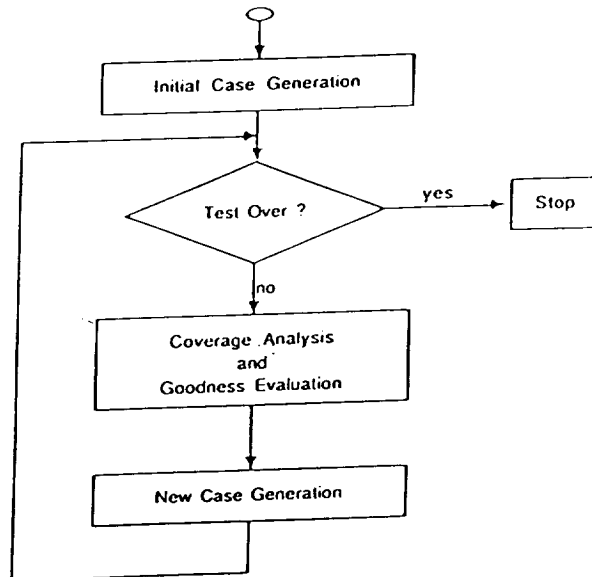 Initial Case Generation
Test Over ?
yes
Stop
no
Coverage Analysis
and
Goodness Evaluation
New Case Generation